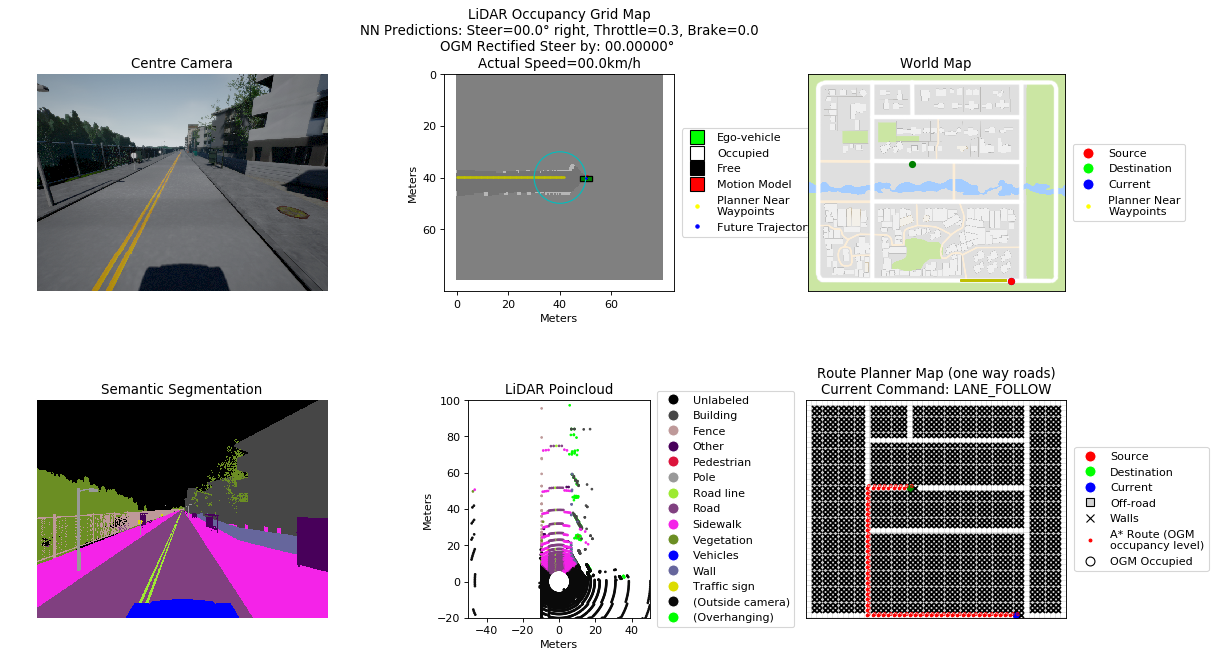 LiDAR Occupancy Grid Map
NN Predictions: Steer=00.0° right, Throttle=0.3, Brake=0.0
OGM Rectified Steer by: 00.00000°
Actual Speed=00.0km/h
Centre Camera
World Map
0
20
40
60
Meters
0
20
40
60
Meters
Ego-vehicle
Occupied
Free
Motion Model
Planner Near
Waypoints
Future Trajector
Source
Destination
Current
Planner Near
Waypoints
Semantic Segmentation
LiDAR Poincloud
Route Planner Map (one way roads)
Current Command: LANE_FOLLOW
100
80
60
40
20
0
−20
Meters
−40
−20
0
20
40
Meters
Unlabeled
Building
Fence
Other
Pedestrian
Pole
Road line
Road
Sidewalk
Vegetation
Vehicles
Wall
Traffic sign
(Outside camera)
(Overhanging)
Source
Destination
Current
Off-road
Walls
A* Route (OGM
occupancy level)
OGM Occupied